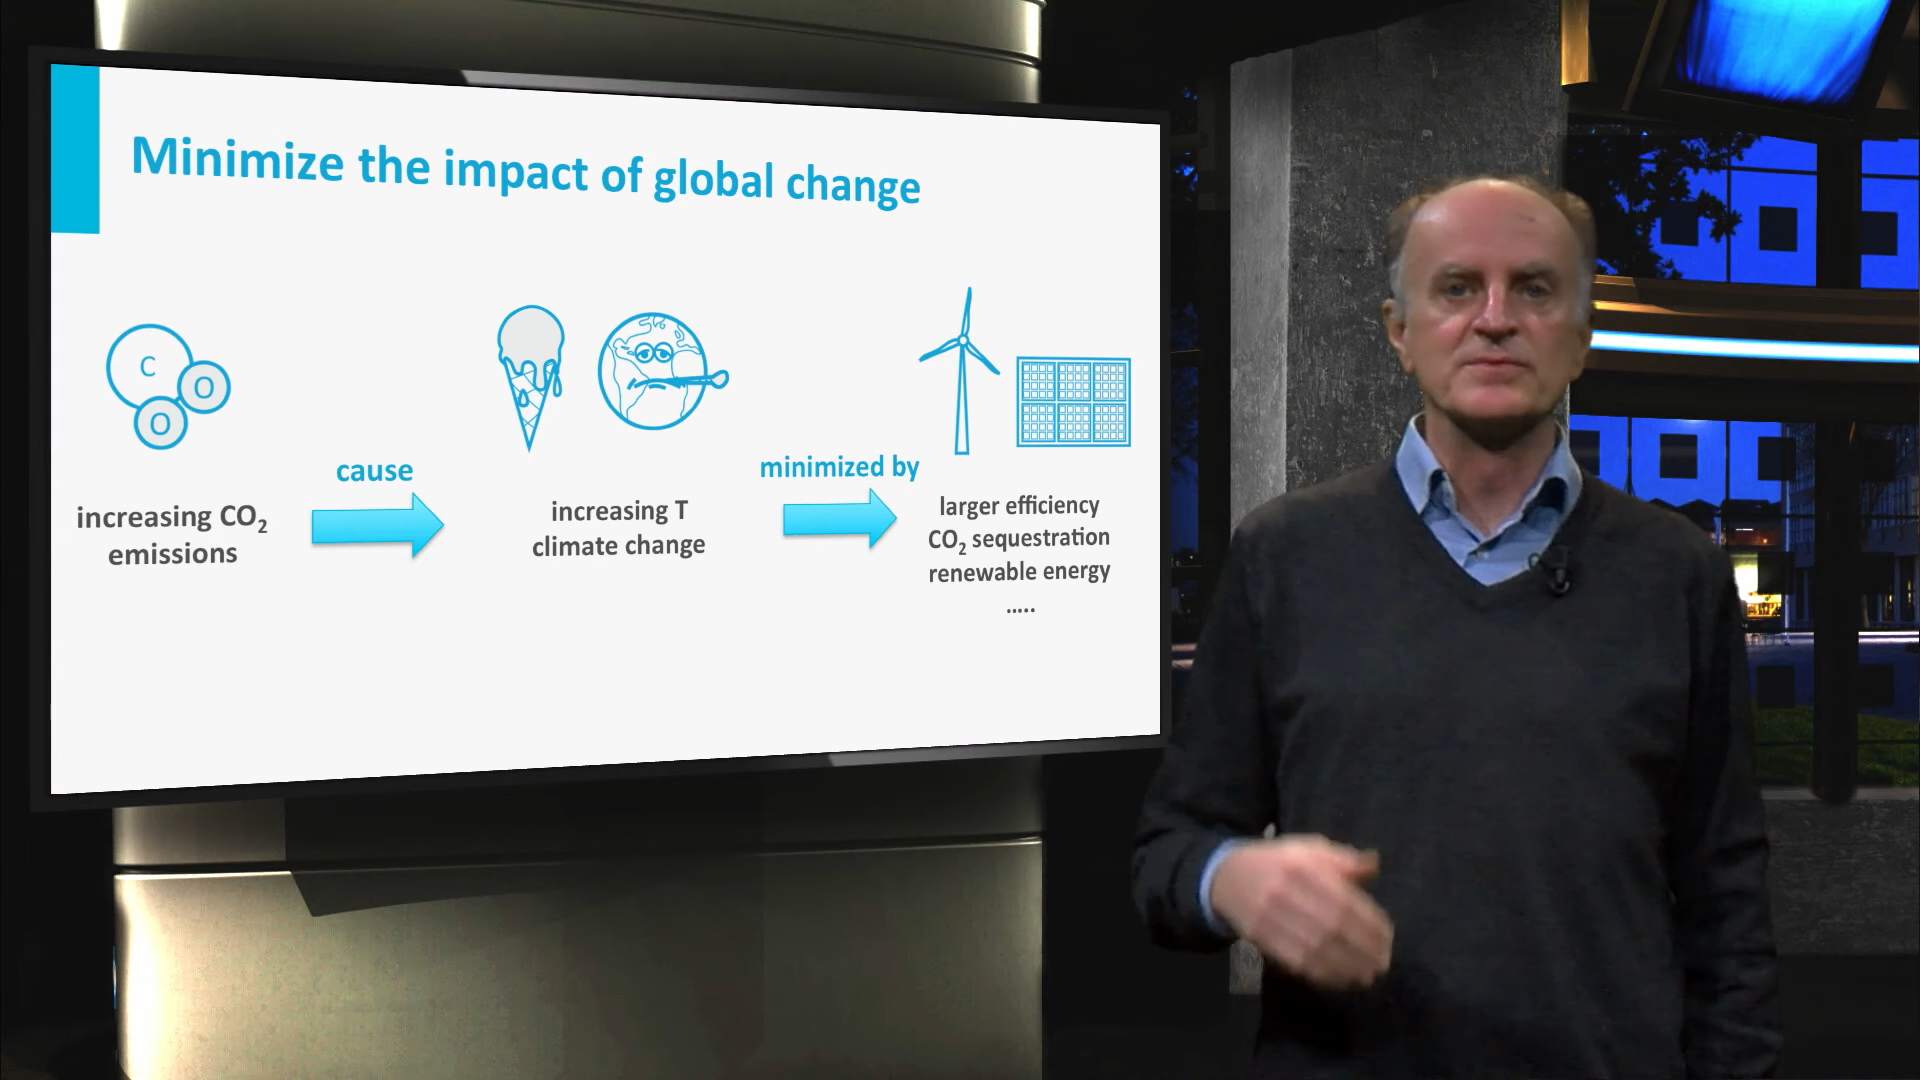 Minimize the impact of global change
C
O
O
cause
increasing CO₂
emissions
increasing T
climate change
minimized by
larger efficiency
CO₂ sequestration
renewable energy
.....